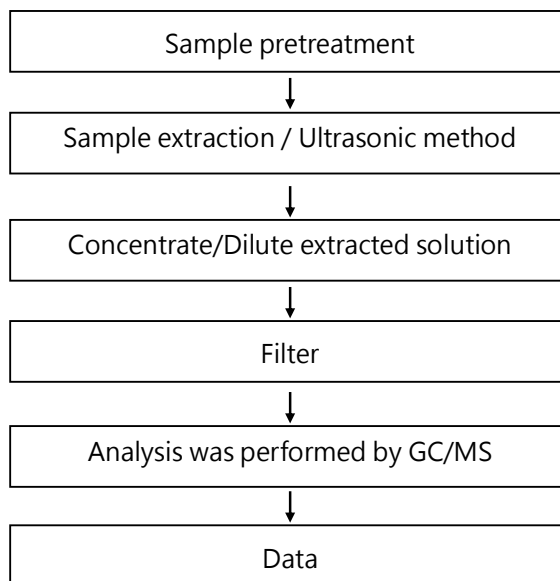 Sample pretreatment
Sample extraction / Ultrasonic method
Concentrate/Dilute extracted solution
Filter
Analysis was performed by GC/MS
Data